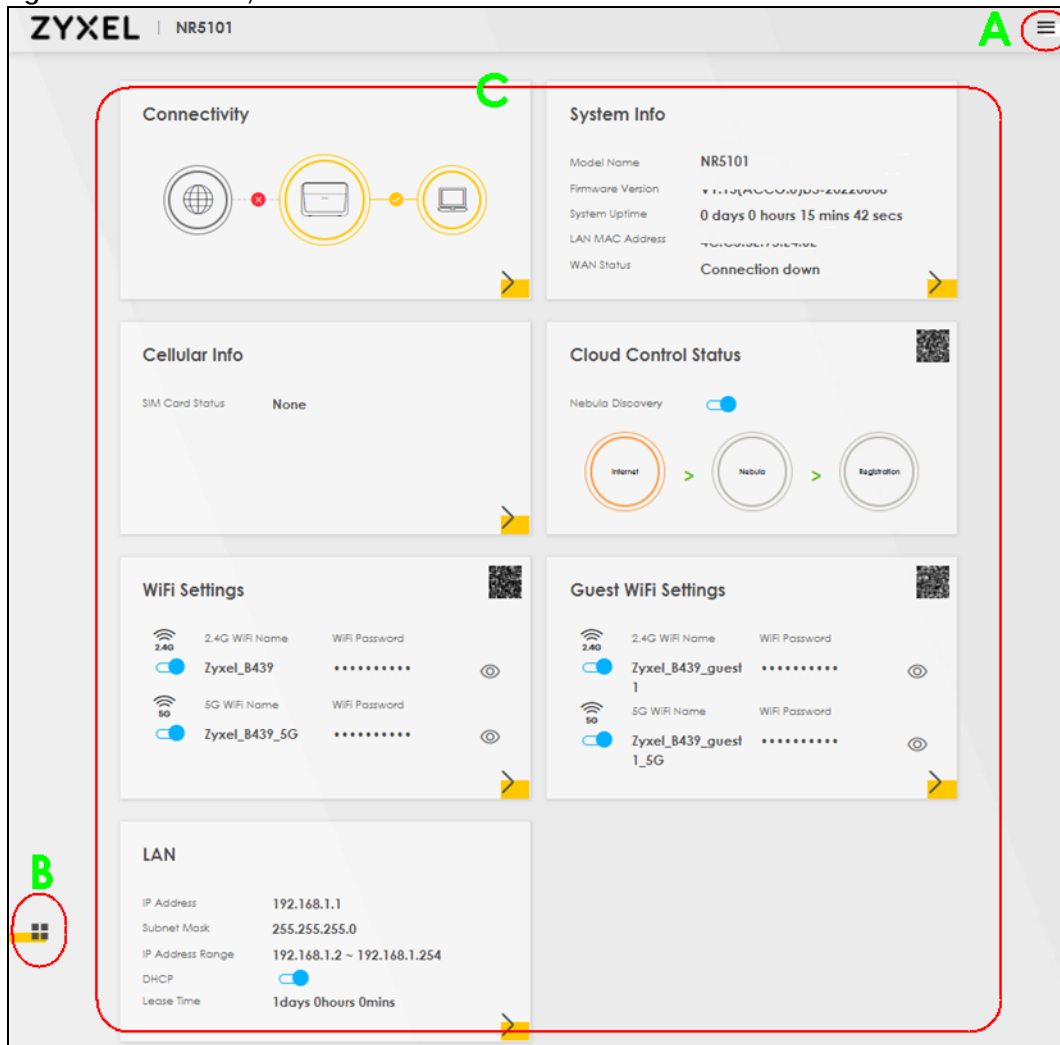 ZYXEL | NR5101
A
C
Connectivity
System Info
Model Name NR5101
Firmware Version
System Uptime 0 days 0 hours 15 mins 42 secs
LAN MAC Address
WAN Status Connection down
Cellular Info
SIM Card Status None
Cloud Control Status
Nebula Discovery
Internet > Nebula > Registration
WiFi Settings
2.4G 2.4G WiFi Name WiFi Password
Zyxel_B439 ••••••••••
5G 5G WiFi Name WiFi Password
Zyxel_B439_5G ••••••••••
Guest WiFi Settings
2.4G 2.4G WiFi Name WiFi Password
Zyxel_B439_guest ••••••••••
1
5G 5G WiFi Name WiFi Password
Zyxel_B439_guest ••••••••••
1_5G
B
LAN
IP Address 192.168.1.1
Subnet Mask 255.255.255.0
IP Address Range 192.168.1.2 ~ 192.168.1.254
DHCP
Lease Time 1days 0hours 0mins